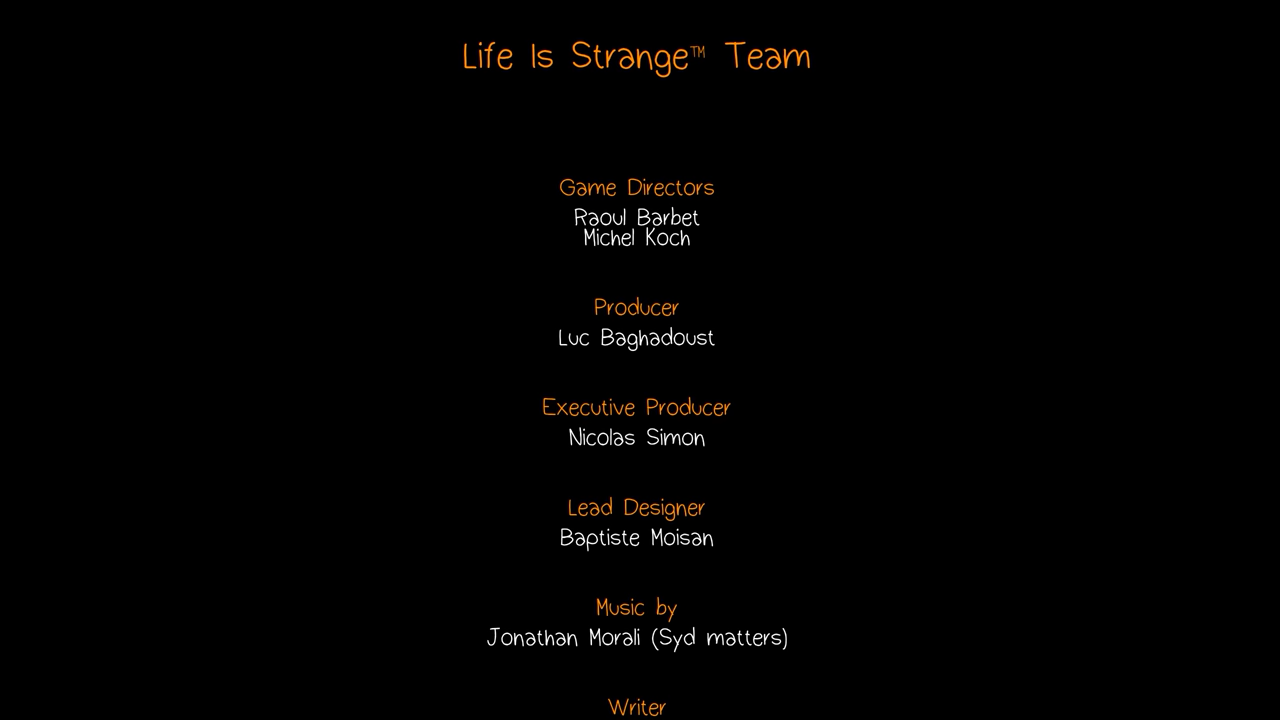 Life Is Strange™ Team
Game Directors
Raoul Barbet
Michel Koch
Producer
Luc Baghadoust
Executive Producer
Nicolas Simon
Lead Designer
Baptiste Moisan
Music by
Jonathan Morali (Syd matters)
Writer